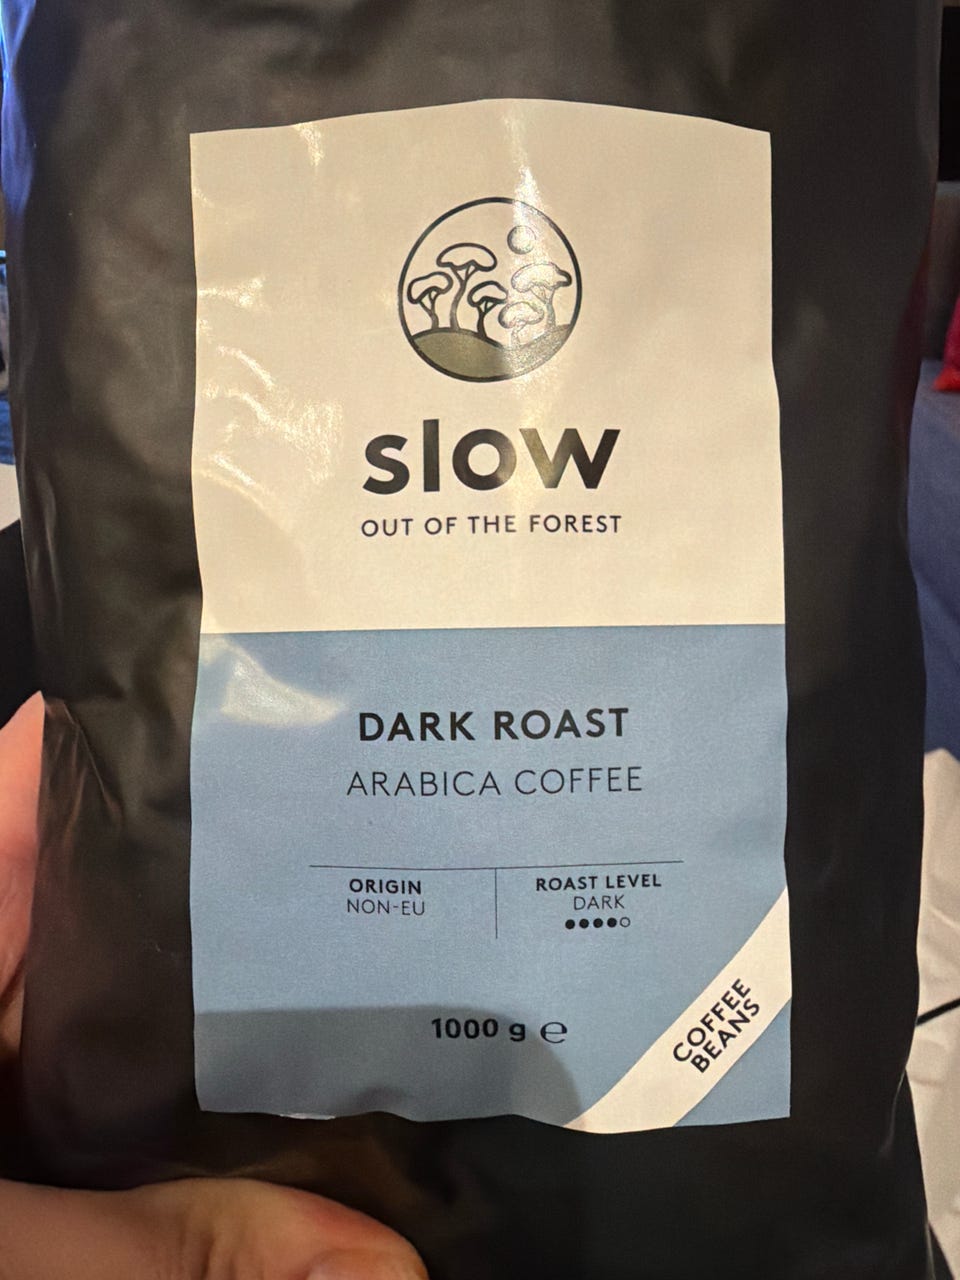 slow
OUT OF THE FOREST
DARK ROAST
ARABICA COFFEE
ORIGIN
NON-EU
ROAST LEVEL
DARK
1000 g ℮
COFFEE
BEANS